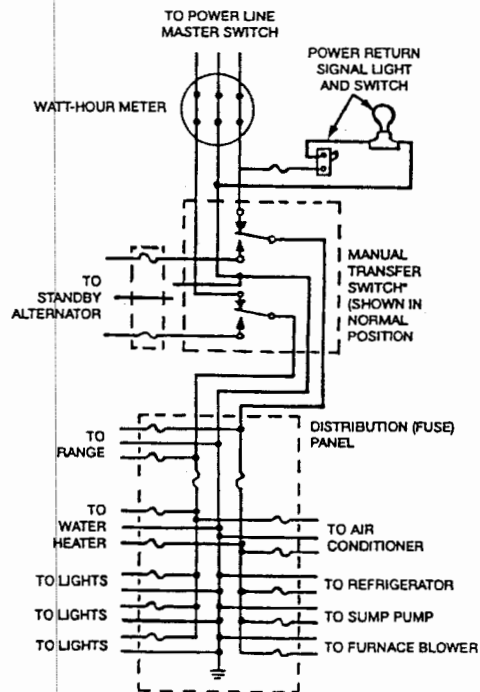 TO POWER LINE
MASTER SWITCH
POWER RETURN
SIGNAL LIGHT
AND SWITCH
WATT-HOUR METER
MANUAL
TRANSFER
SWITCH*
(SHOWN IN
NORMAL
POSITION
TO
STANDBY
ALTERNATOR
DISTRIBUTION (FUSE)
PANEL
TO
RANGE
TO
WATER
HEATER
TO AIR
CONDITIONER
TO LIGHTS
TO REFRIGERATOR
TO LIGHTS
TO SUMP PUMP
TO LIGHTS
TO FURNACE BLOWER